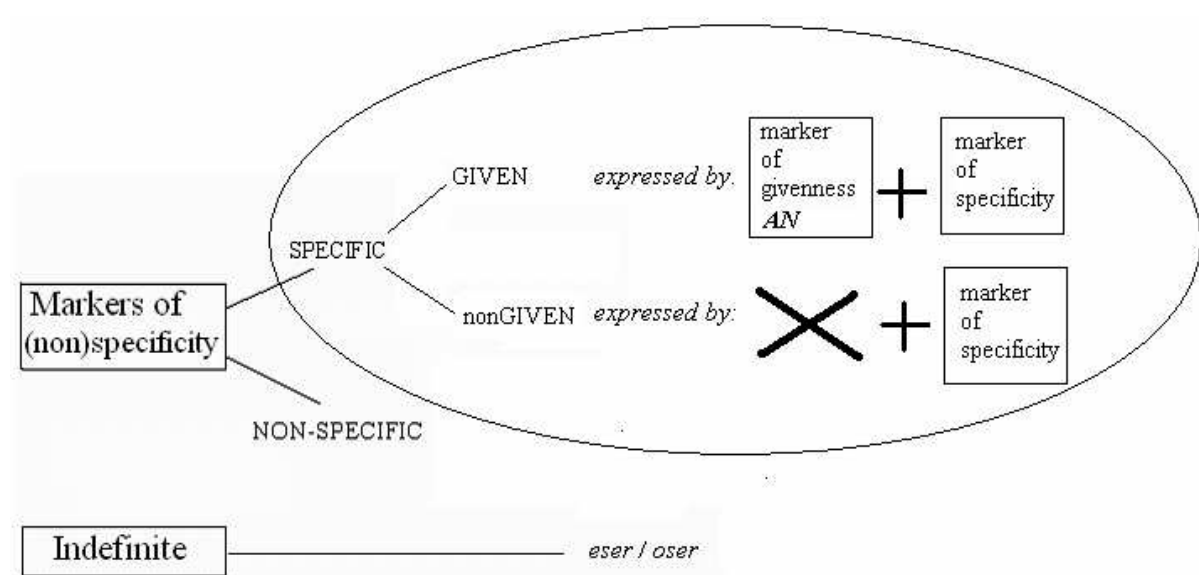 marker
of
givenness
AN
marker
of
specificity
GIVEN
expressed by:
SPECIFIC
Markers of
(non)specificity
nonGIVEN
expressed by:
marker
of
specificity
NON-SPECIFIC
Indefinite
eser / oser